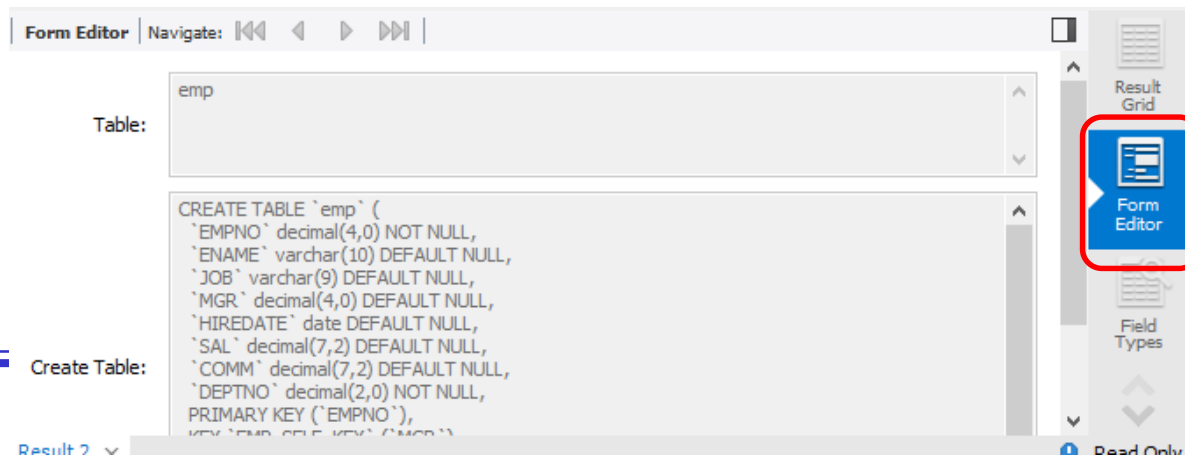 Form Editor Navigate:
Result
Grid
Table:
emp
Form
Editor
Create Table:
CREATE TABLE `emp` (
`EMPNO` decimal(4,0) NOT NULL,
`ENAME` varchar(10) DEFAULT NULL,
`JOB` varchar(9) DEFAULT NULL,
`MGR` decimal(4,0) DEFAULT NULL,
`HIREDATE` date DEFAULT NULL,
`SAL` decimal(7,2) DEFAULT NULL,
`COMM` decimal(7,2) DEFAULT NULL,
`DEPTNO` decimal(2,0) NOT NULL,
PRIMARY KEY (`EMPNO`),
KEY `EMP_SELF_KEY` (`MGR`)
Field
Types
Result 2
Read Only